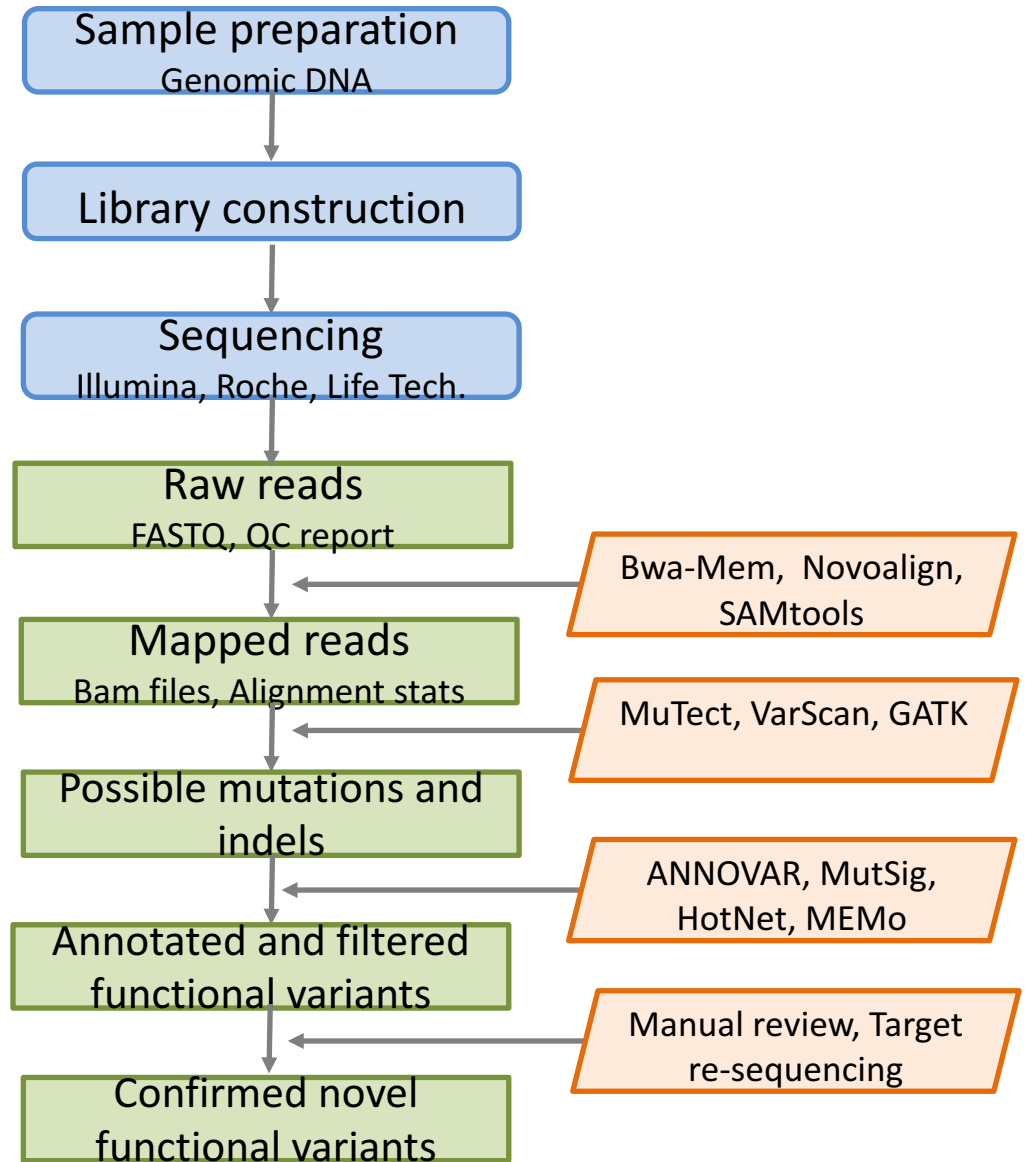 Sample preparation
Genomic DNA
Library construction
Sequencing
Illumina, Roche, Life Tech.
Raw reads
FASTQ, QC report
Bwa-Mem, Novoalign,
SAMtools
Mapped reads
Bam files, Alignment stats
MuTect, VarScan, GATK
Possible mutations and
indels
ANNOVAR, MutSig,
HotNet, MEMo
Annotated and filtered
functional variants
Manual review, Target
re-sequencing
Confirmed novel
functional variants